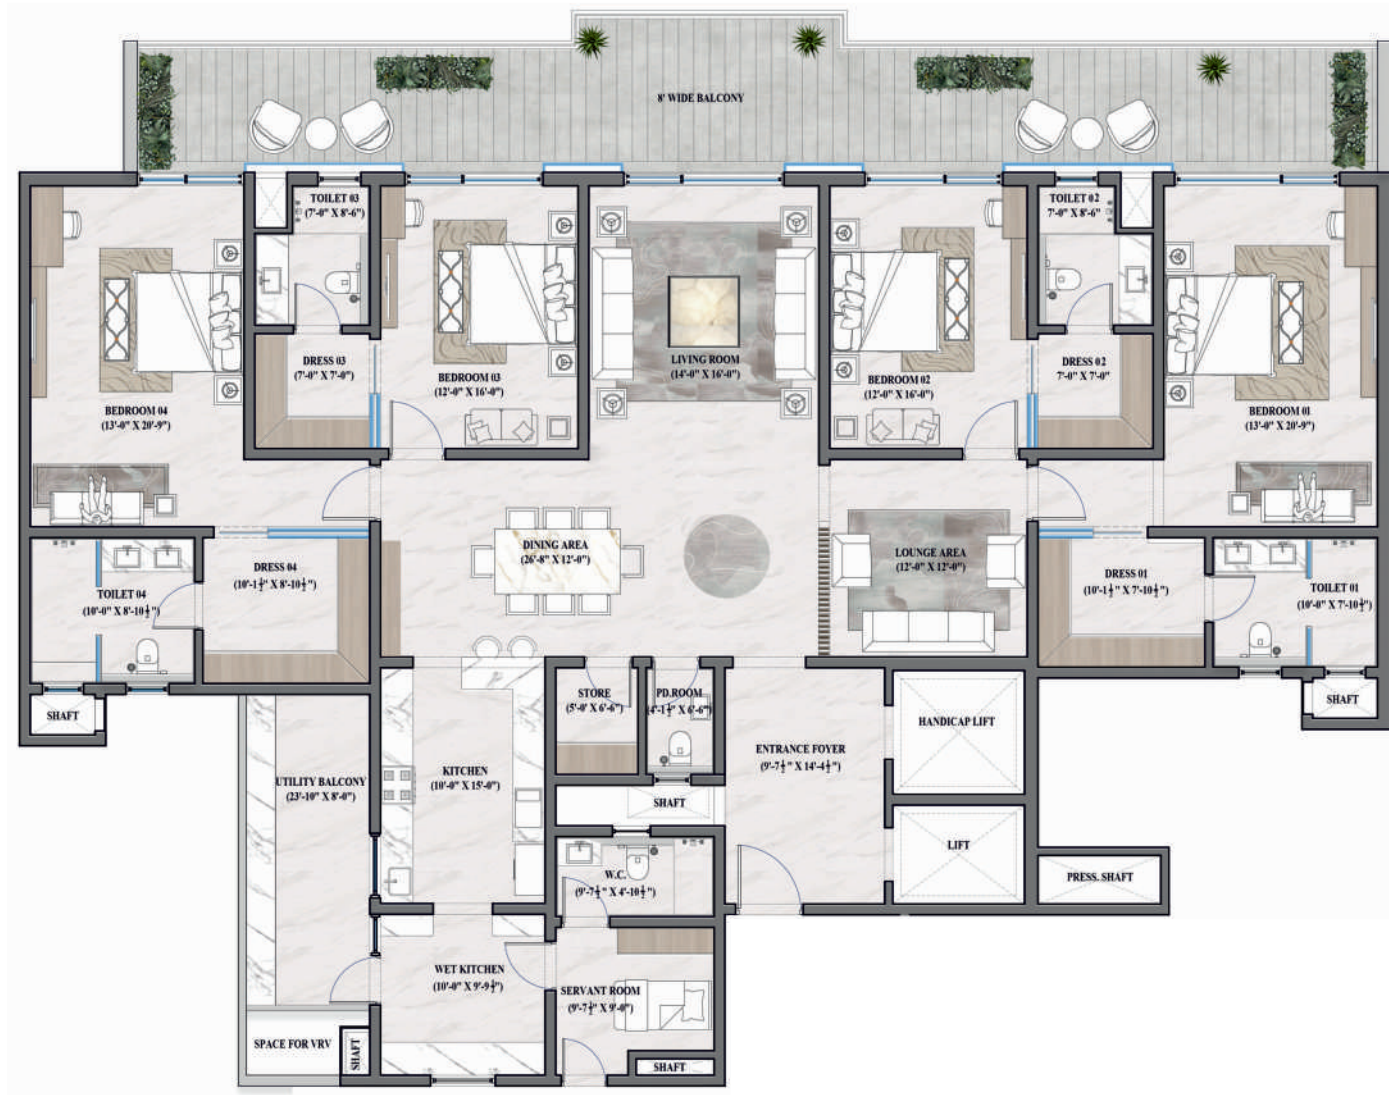 8' WIDE BALCONY
TOILET 03
(7'-0" X 8'-6")
TOILET 02
7'-0" X 8'-6"
DRESS 03
(7'-0" X 7'-0")
BEDROOM 03
(12'-0" X 16'-0")
LIVING ROOM
(14'-0" X 16'-0")
BEDROOM 02
(12'-0" X 16'-0")
DRESS 02
7'-0" X 7'-0"
BEDROOM 04
(13'-0" X 20'-9")
BEDROOM 01
(13'-0" X 20'-9")
DINING AREA
(26'-8" X 12'-0")
LOUNGE AREA
(12'-0" X 12'-0")
DRESS 04
(10'-1½" X 8'-10½")
TOILET 04
(10'-0" X 8'-10½")
DRESS 01
(10'-1½" X 7'-10½")
TOILET 01
(10'-0" X 7'-10½")
SHAFT
STORE
(5'-0' X 6'-6")
PD.ROOM
(4'-1½" X 6'-6")
HANDICAP LIFT
SHAFT
ENTRANCE FOYER
(9'-7½" X 14'-4½")
UTILITY BALCONY
(23'-10" X 8'-0")
KITCHEN
(10'-0" X 15'-0")
SHAFT
LIFT
W.C.
(9'-7½" X 4'-10½")
PRESS. SHAFT
WET KITCHEN
(10'-0" X 9'-9½")
SERVANT ROOM
(9'-7½" X 9'-0")
SPACE FOR VRV
SHAFT
SHAFT